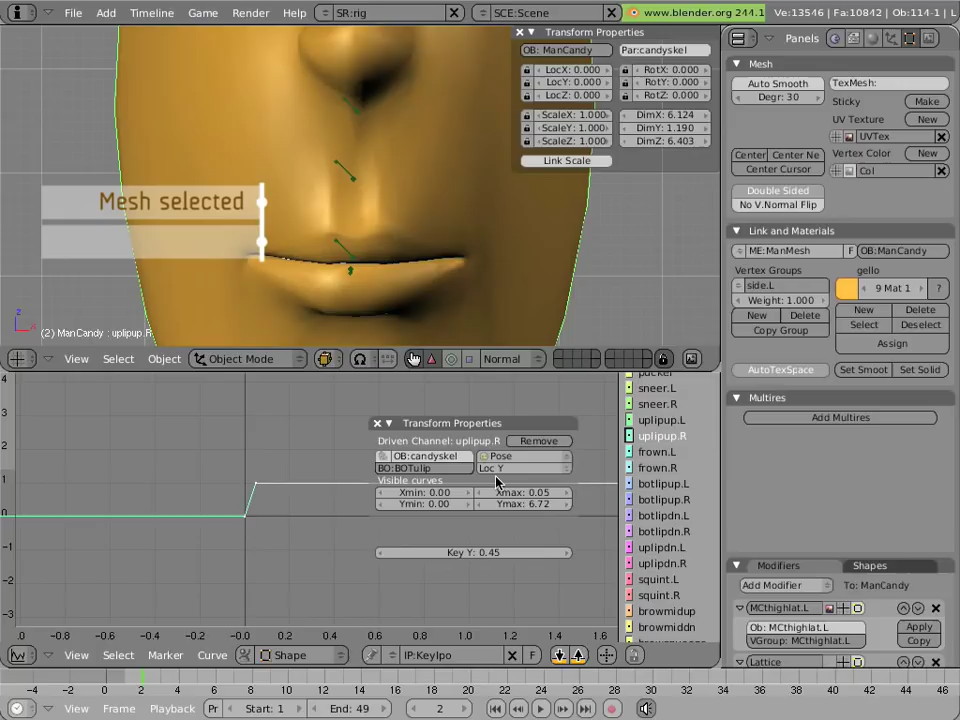 File Add Timeline Game Render Help SR:rig SCE:Scene www.blender.org 244.1 Ve:13546 | Fa:10842 | Ob:114-1 | L
Transform Properties
OB: ManCandy Par:candyskel
LocX: 0.000 RotX: 0.000
LocY: 0.000 RotY: 0.000
LocZ: 0.000 RotZ: 0.000
ScaleX: 1.000 DimX: 6.124
ScaleY: 1.000 DimY: 1.190
ScaleZ: 1.000 DimZ: 6.403
Link Scale
Mesh selected
z
x
(2) ManCandy : uplipup.R
View Select Object Object Mode Normal
Panels
Mesh
Auto Smooth TexMesh:
Degr: 30 Sticky Make
UV Texture New
UVTex
Center Center Ne Vertex Color New
Center Cursor Col
Double Sided
No V.Normal Flip
Link and Materials
ME:ManMesh F OB:ManCandy
Vertex Groups gello
side.L 9 Mat 1 ?
Weight: 1.000
New Delete New Delete
Copy Group Select Deselect
Assign
AutoTexSpace Set Smoot Set Solid
Multires
Add Multires
Modifiers Shapes
Add Modifier To: ManCandy
MCthighlat.L
Ob: MCthighlat.L Apply
VGroup: MCthighlat.L Copy
Lattice
4
3
2
1
0
-1
-2
-3
Transform Properties
Driven Channel: uplipup.R Remove
OB:candyskel Pose
BO:BOTulip Loc Y
Visible curves
Xmin: 0.00 Xmax: 0.05
Ymin: 0.00 Ymax: 6.72
Key Y: 0.45
pucker
sneer.L
sneer.R
uplipup.L
uplipup.R
frown.L
frown.R
botlipup.L
botlipup.R
botlipdn.L
botlipdn.R
uplipdn.L
uplipdn.R
squint.L
squint.R
browmidup
browmiddn
.0 -0.8 -0.6 -0.4 -0.2 0.0 0.2 0.4 0.6 0.8 1.0 1.2 1.4 1.6
View Select Marker Curve Shape IP:KeyIpo F
-4 -2 0 2 4 6 8 10 12 14 16 18 20 22 24 26 28 30 32 34 36 38 40 42 44 46
View Frame Playback Pr Start: 1 End: 49 2